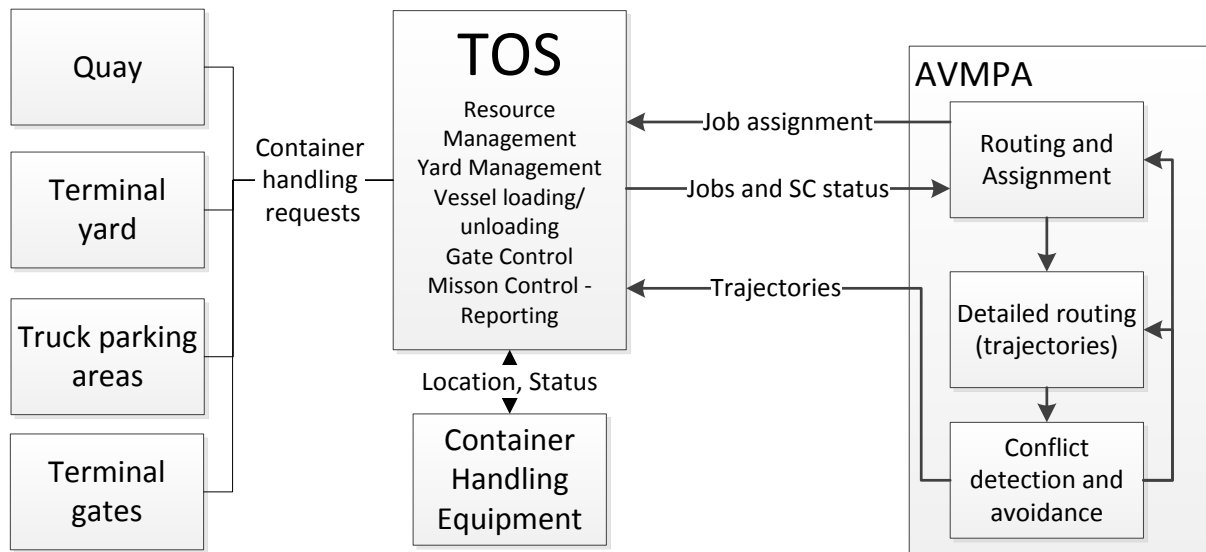 Quay
Terminal
yard
Truck parking
areas
Terminal
gates
Container
handling
requests
TOS
Resource
Management
Yard Management
Vessel loading/
unloading
Gate Control
Misson Control -
Reporting
Location, Status
Container
Handling
Equipment
Job assignment
Jobs and SC status
Trajectories
AVMPA
Routing and
Assignment
Detailed routing
(trajectories)
Conflict
detection and
avoidance